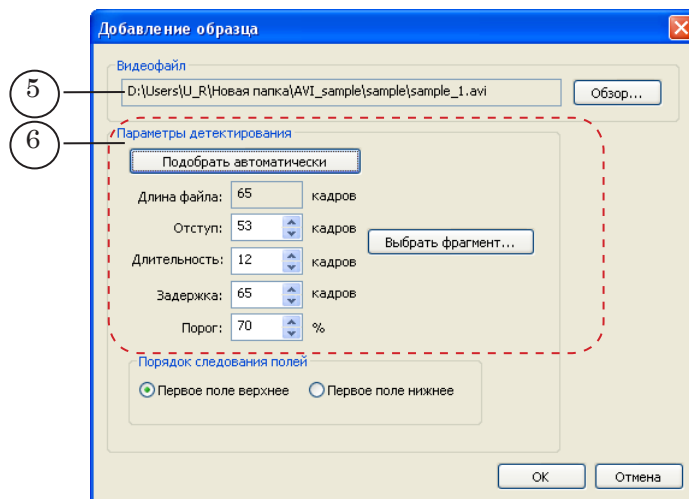 Добавление образца
Видеофайл
5
D:\Users\U_R\Новая папка\AVI_sample\sample\sample_1.avi
Обзор...
6
Параметры детектирования
Подобрать автоматически
Длина файла: 65 кадров
Отступ: 53 кадров
Выбрать фрагмент...
Длительность: 12 кадров
Задержка: 65 кадров
Порог: 70 %
Порядок следования полей
Первое поле верхнее Первое поле нижнее
ОК Отмена